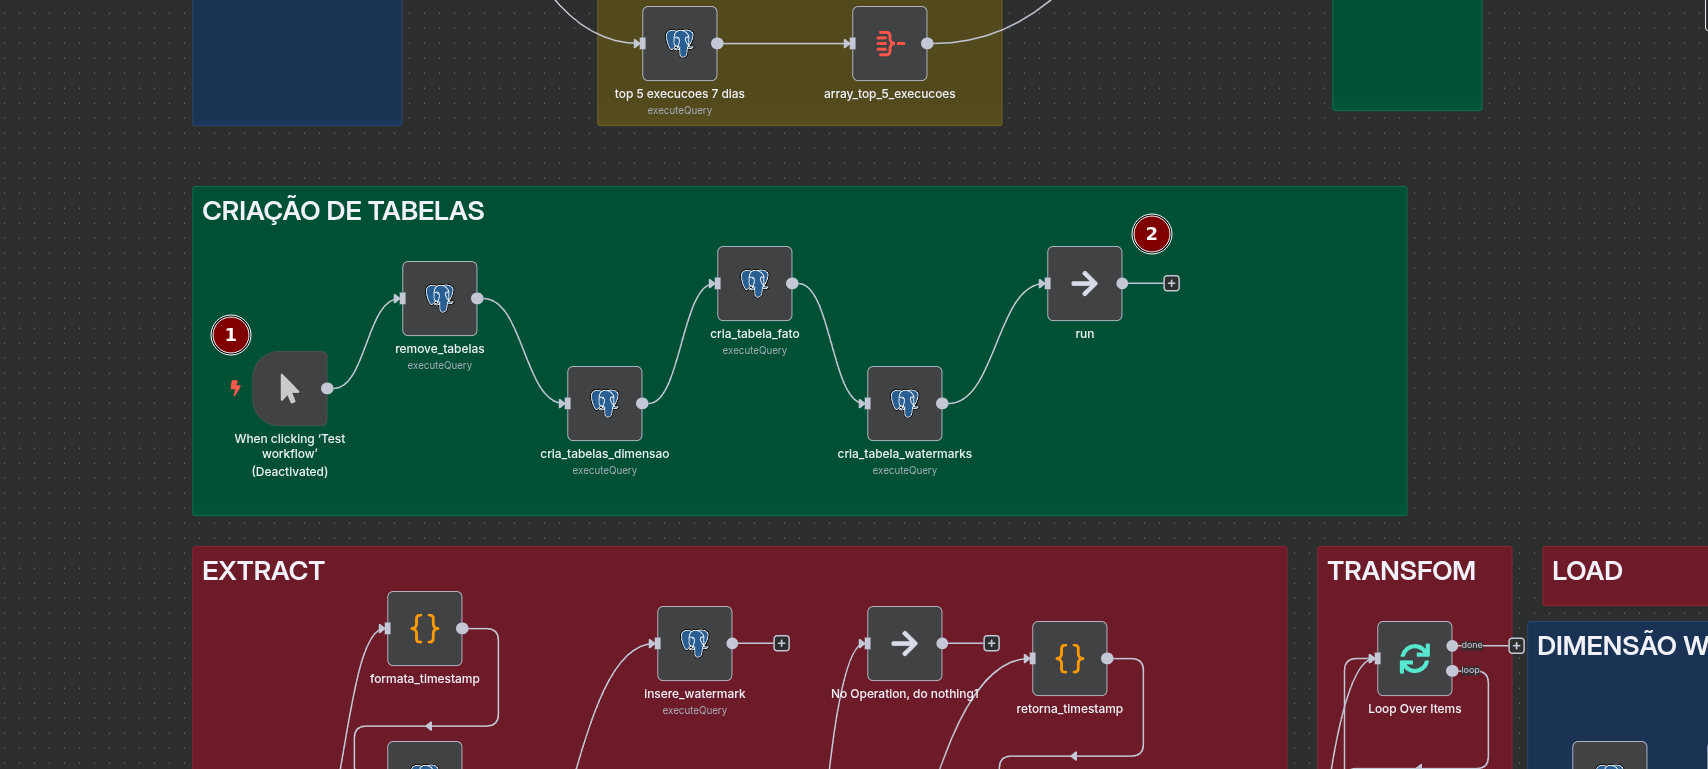 top 5 execucoes 7 dias
executeQuery
array_top_5_execucoes
CRIAÇÃO DE TABELAS
2
1
remove_tabelas
executeQuery
cria_tabela_fato
executeQuery
run
When clicking ‘Test
workflow’
(Deactivated)
cria_tabelas_dimensao
executeQuery
cria_tabela_watermarks
executeQuery
EXTRACT
TRANSFOM
LOAD
formata_timestamp
insere_watermark
executeQuery
No Operation, do nothing1
retorna_timestamp
done
loop
Loop Over Items
DIMENSÃO W